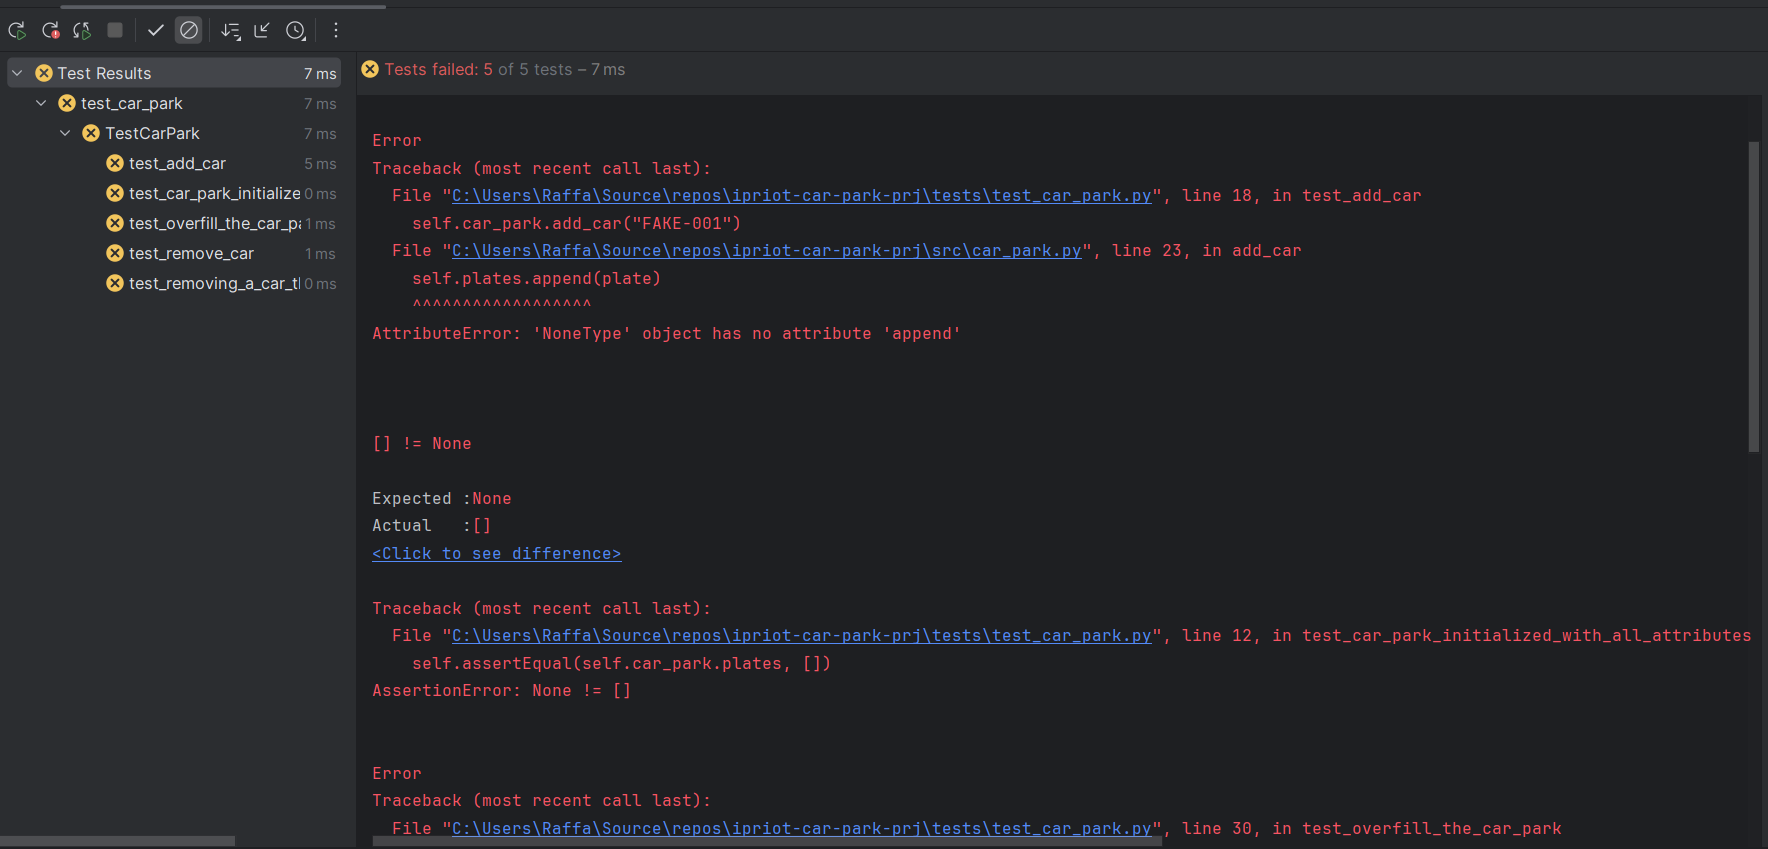 Test Results 7 ms
test_car_park 7 ms
TestCarPark 7 ms
test_add_car 5 ms
test_car_park_initialize 0 ms
test_overfill_the_car_pa 1 ms
test_remove_car 1 ms
test_removing_a_car_tl 0 ms
Tests failed: 5 of 5 tests – 7 ms
Error
Traceback (most recent call last):
  File "C:\Users\Raffa\Source\repos\ipriot-car-park-prj\tests\test_car_park.py", line 18, in test_add_car
    self.car_park.add_car("FAKE-001")
  File "C:\Users\Raffa\Source\repos\ipriot-car-park-prj\src\car_park.py", line 23, in add_car
    self.plates.append(plate)
    ^^^^^^^^^^^^^^^^^^
AttributeError: 'NoneType' object has no attribute 'append'
[] != None
Expected :None
Actual   :[]
<Click to see difference>
Traceback (most recent call last):
  File "C:\Users\Raffa\Source\repos\ipriot-car-park-prj\tests\test_car_park.py", line 12, in test_car_park_initialized_with_all_attributes
    self.assertEqual(self.car_park.plates, [])
AssertionError: None != []
Error
Traceback (most recent call last):
  File "C:\Users\Raffa\Source\repos\ipriot-car-park-prj\tests\test_car_park.py", line 30, in test_overfill_the_car_park